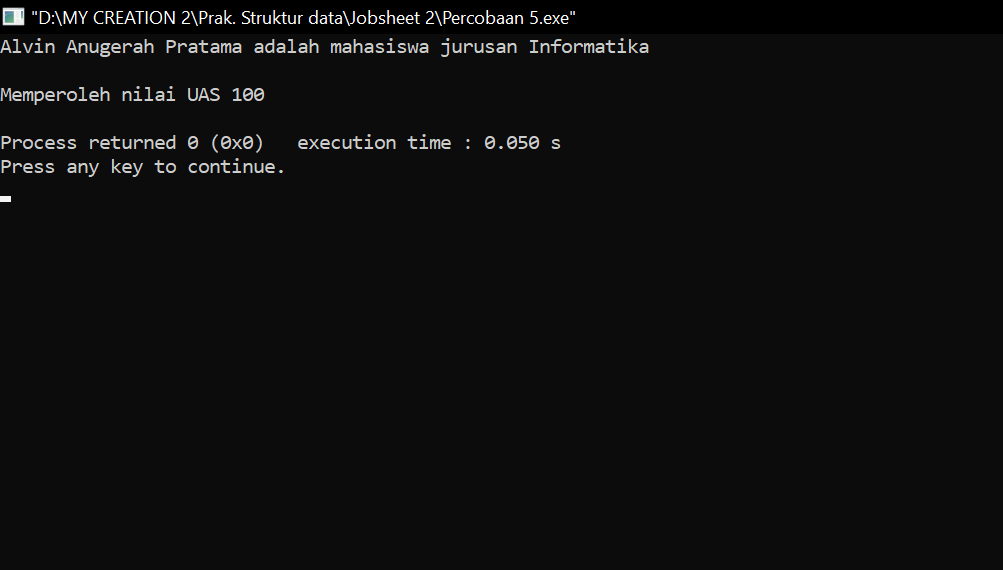 "D:\MY CREATION 2\Prak. Struktur data\Jobsheet 2\Percobaan 5.exe"
Alvin Anugerah Pratama adalah mahasiswa jurusan Informatika
Memperoleh nilai UAS 100
Process returned 0 (0x0)   execution time : 0.050 s
Press any key to continue.